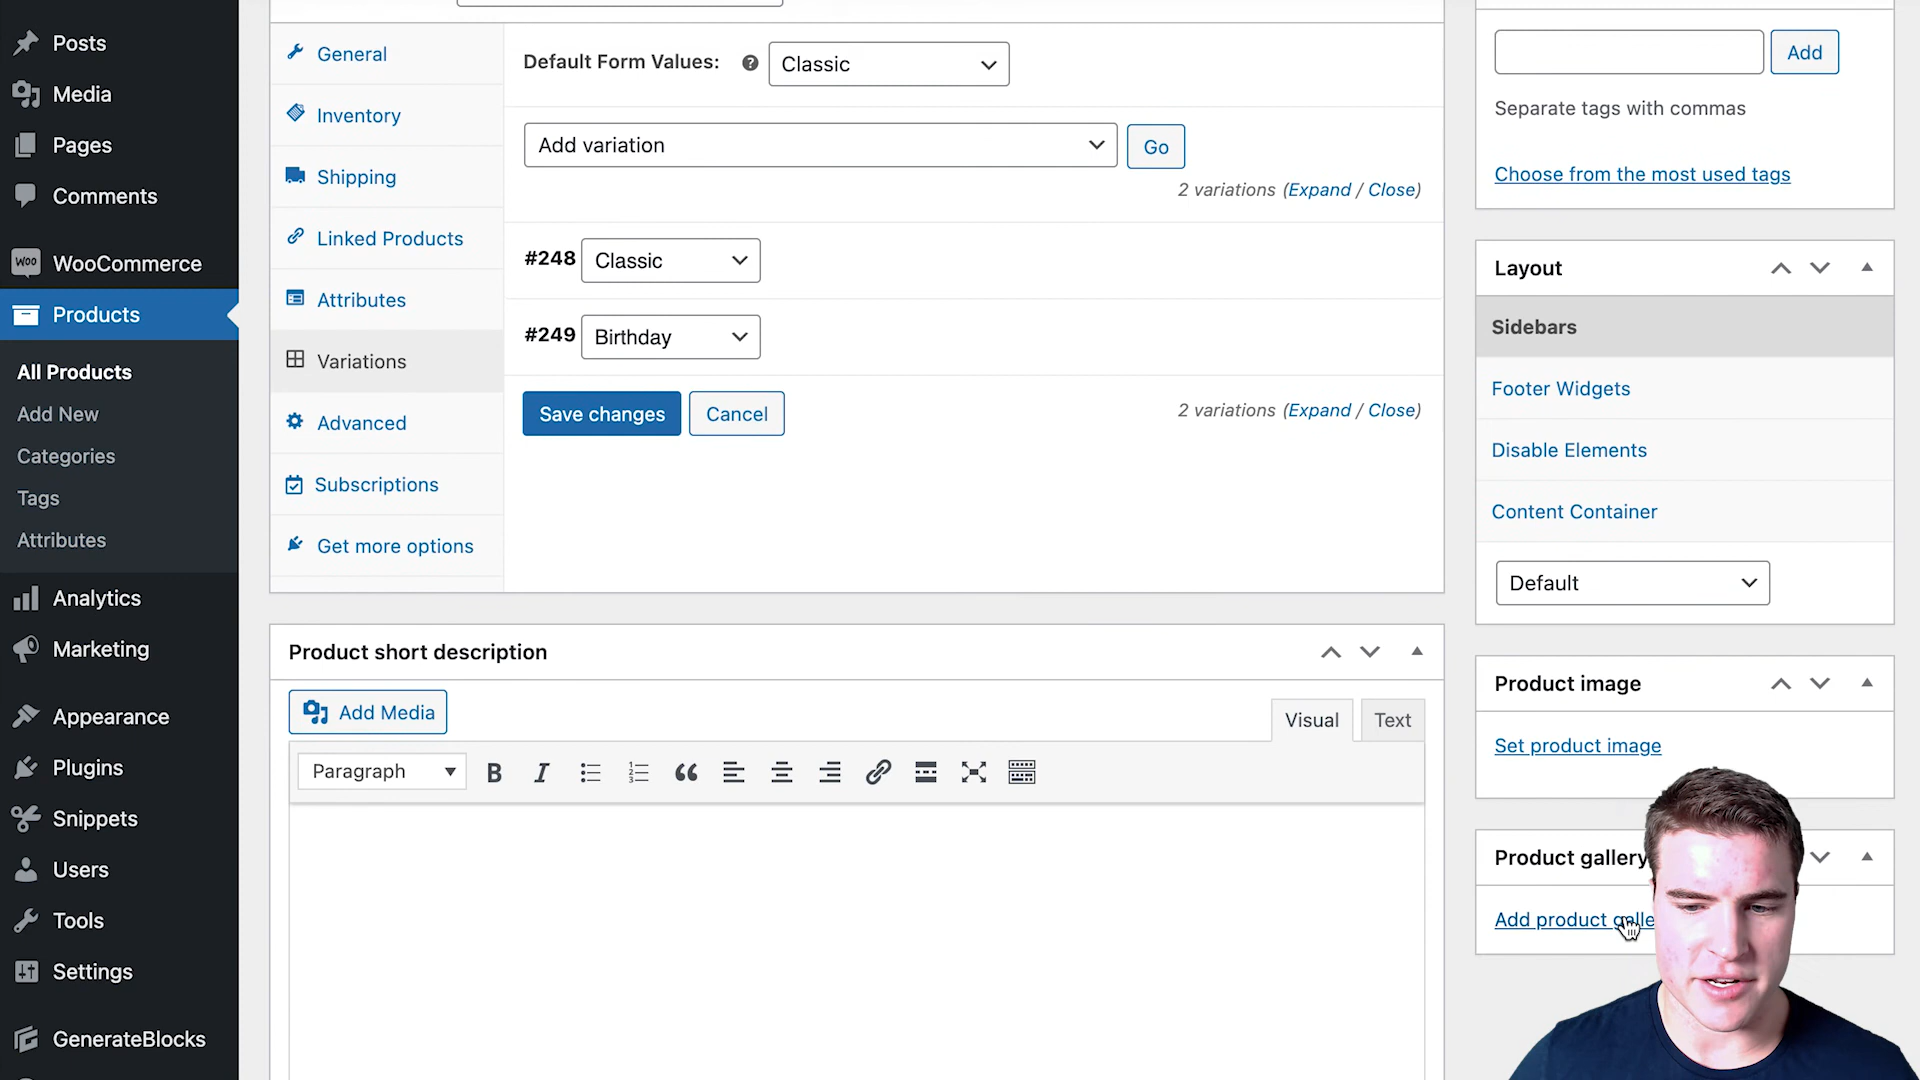 Posts
Media
Pages
Comments
WOO WooCommerce
Products
All Products
Add New
Categories
Tags
Attributes
Analytics
Marketing
Appearance
Plugins
Snippets
Users
Tools
Settings
GenerateBlocks
General
Inventory
Shipping
Linked Products
Attributes
Variations
Advanced
Subscriptions
Get more options
Default Form Values: ? Classic
Add variation Go
2 variations (Expand / Close)
#248 Classic
#249 Birthday
Save changes Cancel 2 variations (Expand / Close)
Product short description
Add Media
Visual Text
Paragraph B I
Add
Separate tags with commas
Choose from the most used tags
Layout
Sidebars
Footer Widgets
Disable Elements
Content Container
Default
Product image
Set product image
Product gallery
Add product